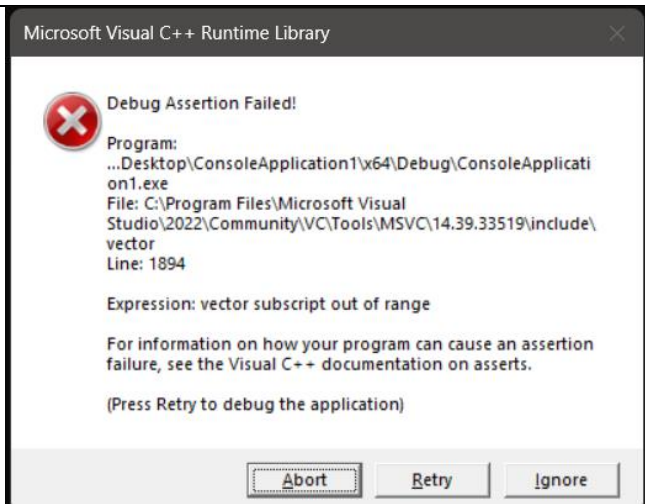 Microsoft Visual C++ Runtime Library
Debug Assertion Failed!
Program:
...Desktop\ConsoleApplication1\x64\Debug\ConsoleApplicati
on1.exe
File: C:\Program Files\Microsoft Visual
Studio\2022\Community\VC\Tools\MSVC\14.39.33519\include\
vector
Line: 1894
Expression: vector subscript out of range
For information on how your program can cause an assertion
failure, see the Visual C++ documentation on asserts.
(Press Retry to debug the application)
Abort Retry Ignore